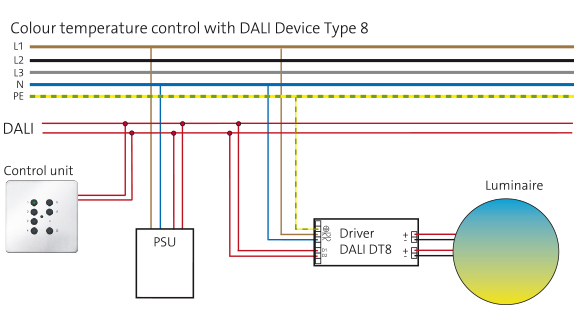 Colour temperature control with DALI Device Type 8
L1
L2
L3
N
PE
DALI
Control unit
Luminaire
PSU
Driver
DALI DT8
+
-
+
-